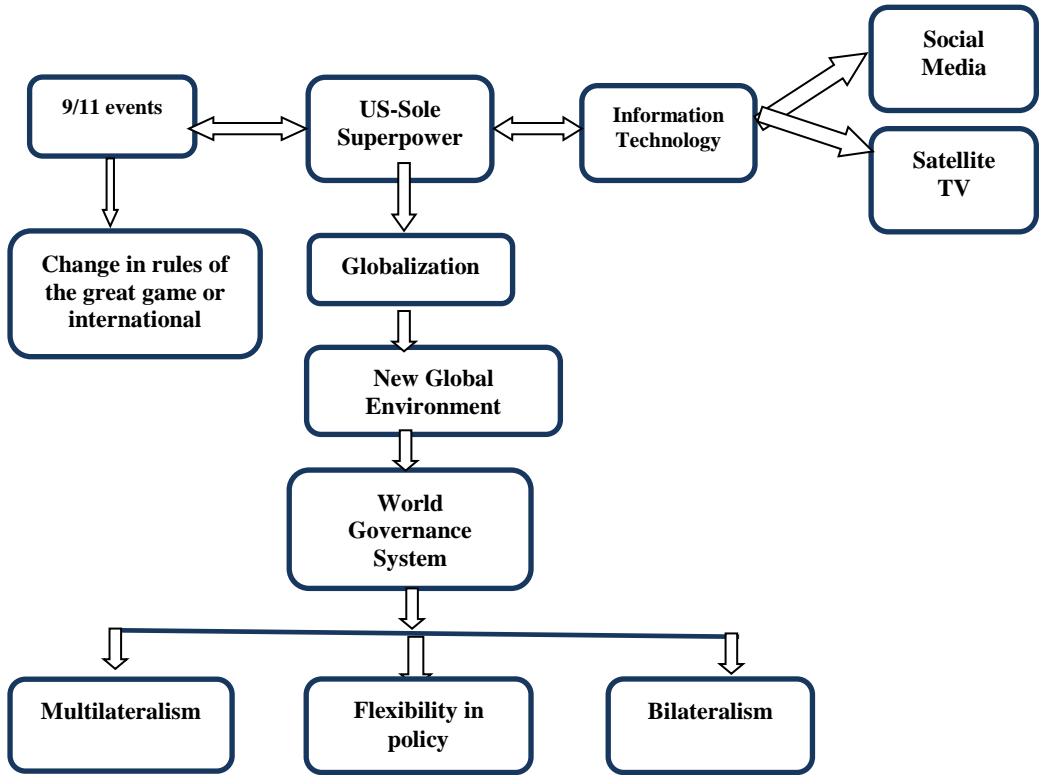 9/11 events
US-Sole
Superpower
Information
Technology
Social
Media
Satellite
TV
Change in rules of
the great game or
international
Globalization
New Global
Environment
World
Governance
System
Multilateralism
Flexibility in
policy
Bilateralism